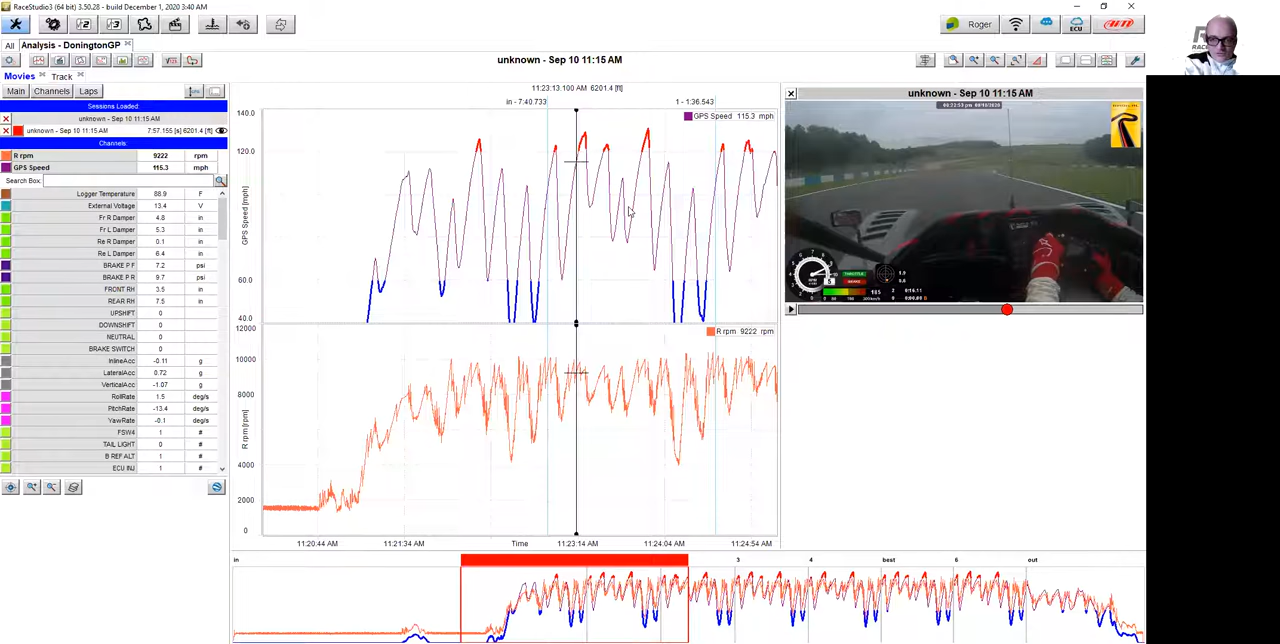 RaceStudio3 (64 bit) 3.50.28 - build December 1, 2020 3:40 AM
Roger
ECU
All Analysis - DoningtonGP
unknown - Sep 10 11:15 AM
Movies Track
Main Channels Laps
Sessions Loaded:
unknown - Sep 10 11:15 AM
unknown - Sep 10 11:15 AM 7:57.155 [s] 6201.4 [ft]
Channels:
R rpm 9222 rpm
GPS Speed 115.3 mph
Search Box:
Logger Temperature 88.9 F
External Voltage 13.4 V
Fr R Damper 4.8 in
Fr L Damper 5.3 in
Re R Damper 0.1 in
Re L Damper 6.4 in
BRAKE P F 7.2 psi
BRAKE P R 9.7 psi
FRONT RH 3.5 in
REAR RH 7.5 in
UPSHIFT 0
DOWNSHIFT 0
NEUTRAL 0
BRAKE SWITCH 0
InlineAcc -0.11 g
LateralAcc 0.72 g
VerticalAcc -1.07 g
RollRate 1.5 deg/s
PitchRate -13.4 deg/s
YawRate -0.1 deg/s
FSW4 1 #
TAIL LIGHT 0 #
B REF ALT 1 #
ECU INJ 1 #
11:23:13.100 AM 6201.4 [ft]
in - 7:40.733 1 - 1:36.543
140.0
GPS Speed 115.3 mph
120.0
GPS Speed [mph]
60.0
40.0
12000
R rpm 9222 rpm
10000
8000
R rpm [rpm]
4000
2000
0
11:20.44 AM 11:21:34 AM Time 11:23:14 AM 11:24:04 AM 11:24:54 AM
in 3 4 best 6 out
unknown - Sep 10 11:15 AM
THROTTLE
BRAKE
185